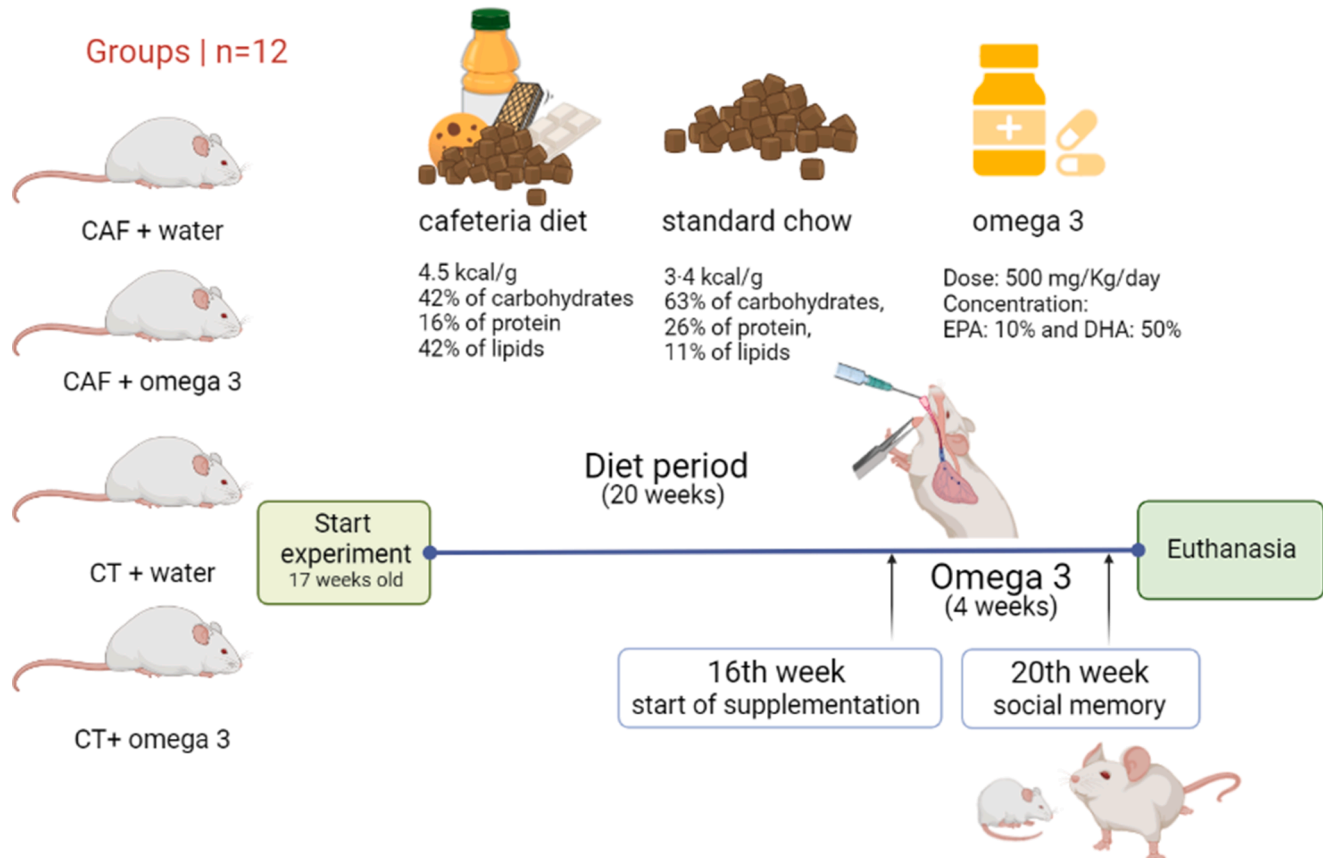 Groups | n=12
CAF + water
CAF + omega 3
CT + water
CT+ omega 3
cafeteria diet
4.5 kcal/g
42% of carbohydrates
16% of protein
42% of lipids
standard chow
3·4 kcal/g
63% of carbohydrates,
26% of protein,
11% of lipids
omega 3
Dose: 500 mg/Kg/day
Concentration:
EPA: 10% and DHA: 50%
Diet period
(20 weeks)
Start
experiment
17 weeks old
Omega 3
(4 weeks)
Euthanasia
16th week
start of supplementation
20th week
social memory